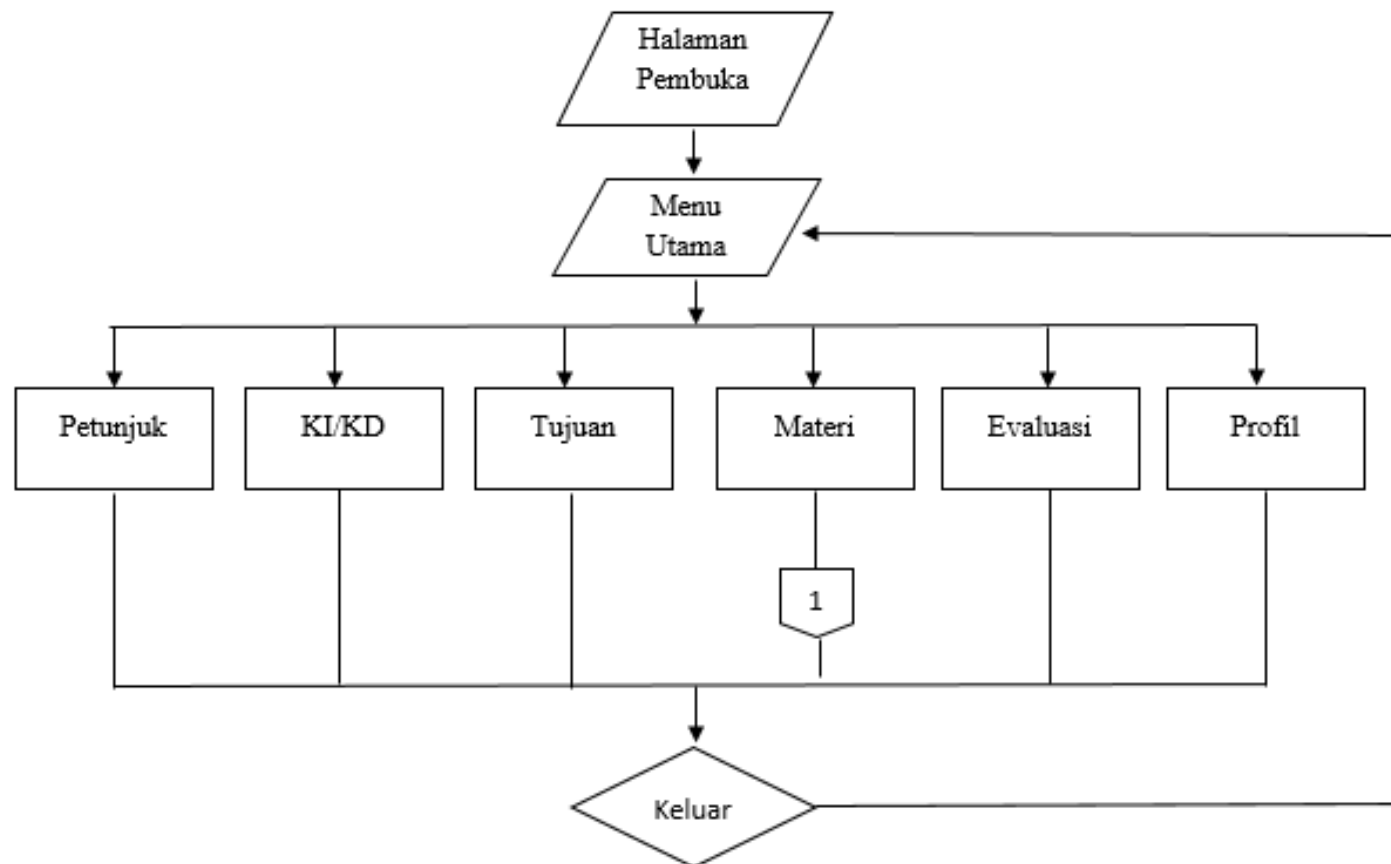 Halaman
Pembuka
Menu
Utama
Petunjuk
KI/KD
Tujuan
Materi
Evaluasi
Profil
1
Keluar